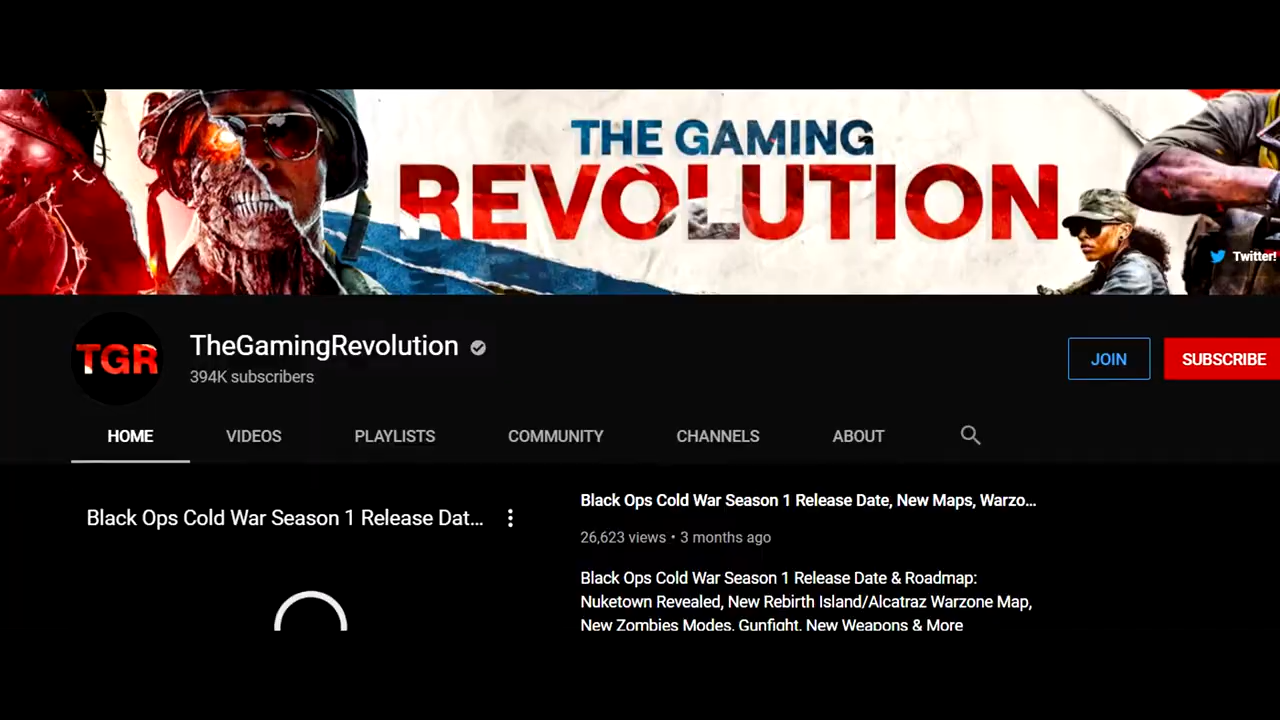 THE GAMING
REVOLUTION
Twitter!
TGR
TheGamingRevolution
394K subscribers
JOIN
SUBSCRIBE
HOME
VIDEOS
PLAYLISTS
COMMUNITY
CHANNELS
ABOUT
Black Ops Cold War Season 1 Release Dat...
Black Ops Cold War Season 1 Release Date, New Maps, Warzo...
26,623 views • 3 months ago
Black Ops Cold War Season 1 Release Date & Roadmap:
Nuketown Revealed, New Rebirth Island/Alcatraz Warzone Map,
New Zombies Modes, Gunfight, New Weapons & More